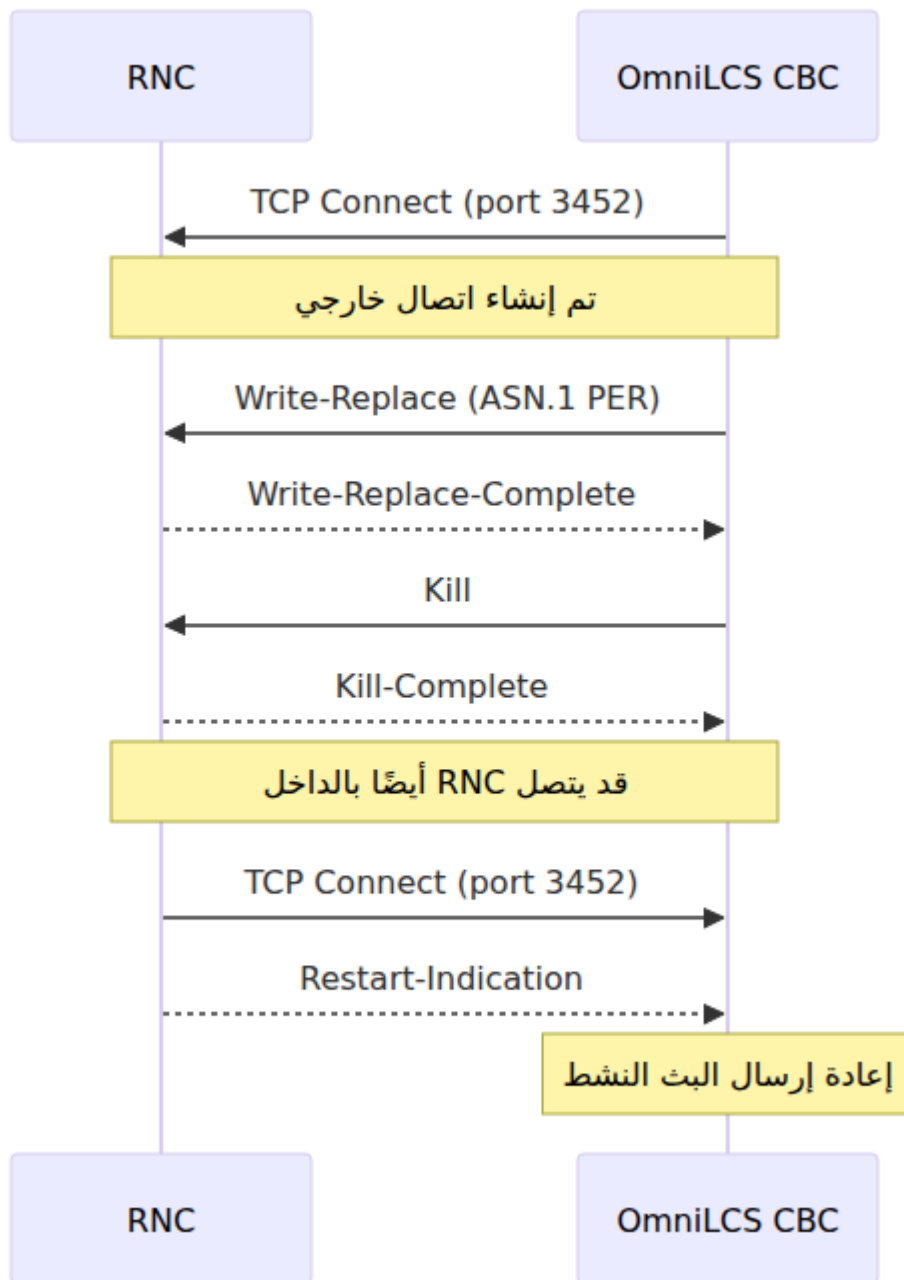 RNC
OmniLCS CBC
TCP Connect (port 3452)
تم إنشاء اتصال خارجي
Write-Replace (ASN.1 PER)
Write-Replace-Complete
Kill
Kill-Complete
قد يتصل RNC أيضًا بالداخل
TCP Connect (port 3452)
Restart-Indication
إعادة إرسال البث النشط
RNC
OmniLCS CBC